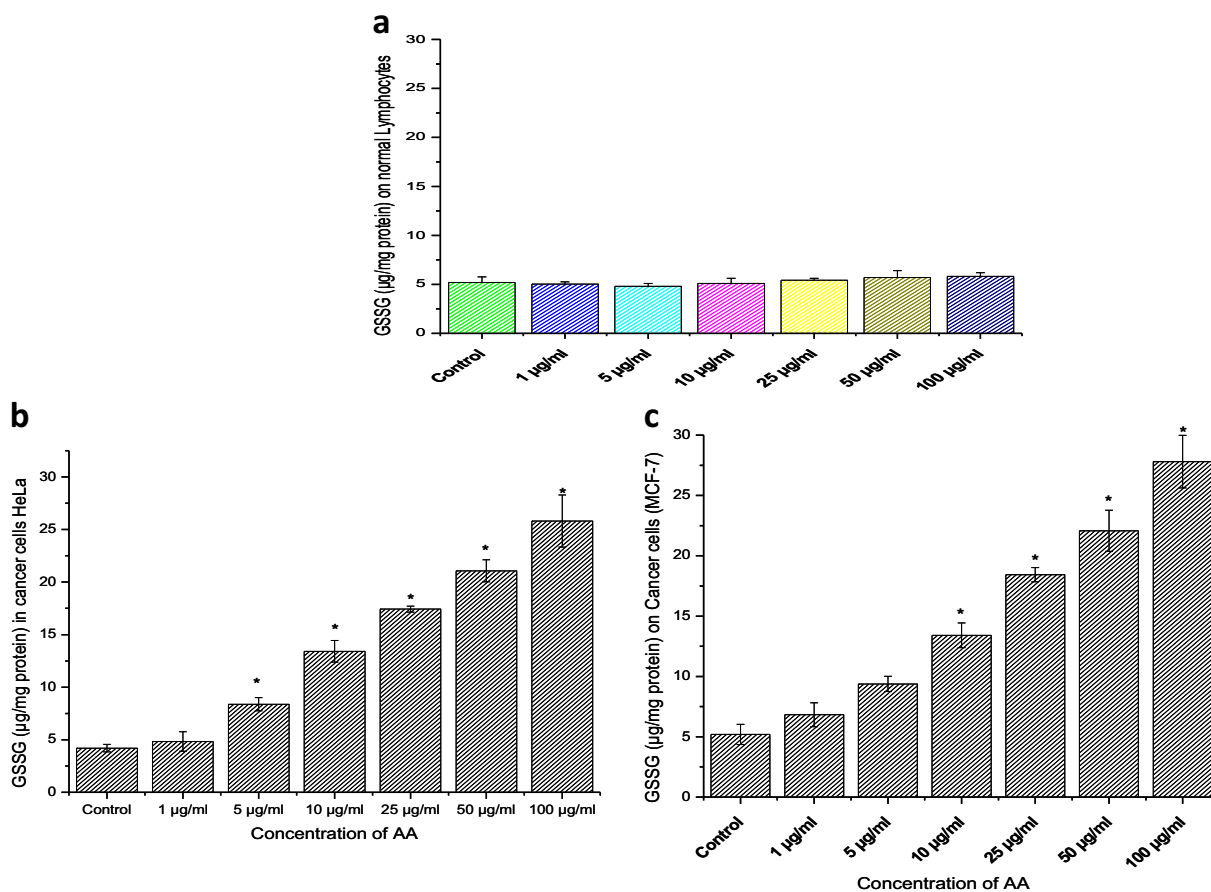 a
GSSG (µg/mg protein) on normal Lymphocytes
30
25
20
15
10
5
0
Control
1 µg/ml
5 µg/ml
10 µg/ml
25 µg/ml
50 µg/ml
100 µg/ml
b
GSSG (µg/mg protein) in cancer cells HeLa
30
25
20
15
10
5
0
*
*
*
*
*
Control
1 µg/ml
5 µg/ml
10 µg/ml
25 µg/ml
50 µg/ml
100 µg/ml
Concentration of AA
c
GSSG (µg/mg protein) on Cancer cells (MCF-7)
30
25
20
15
10
5
0
*
*
*
*
Control
1 µg/ml
5 µg/ml
10 µg/ml
25 µg/ml
50 µg/ml
100 µg/ml
Concentration of AA